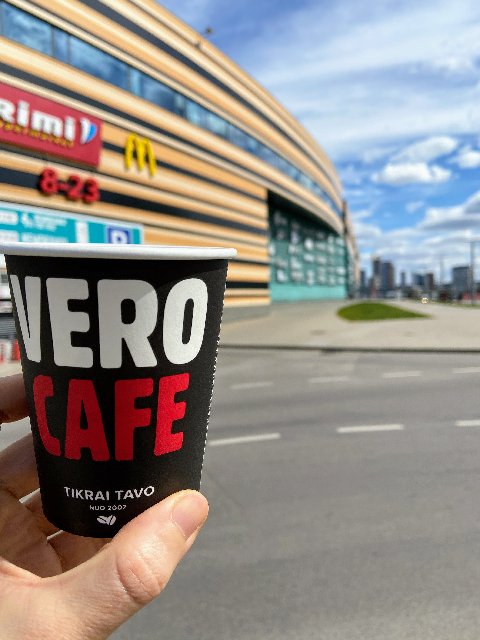 Rimi
8-23
P
VERO
CAFE
TIKRAI TAVO
NUO 2007